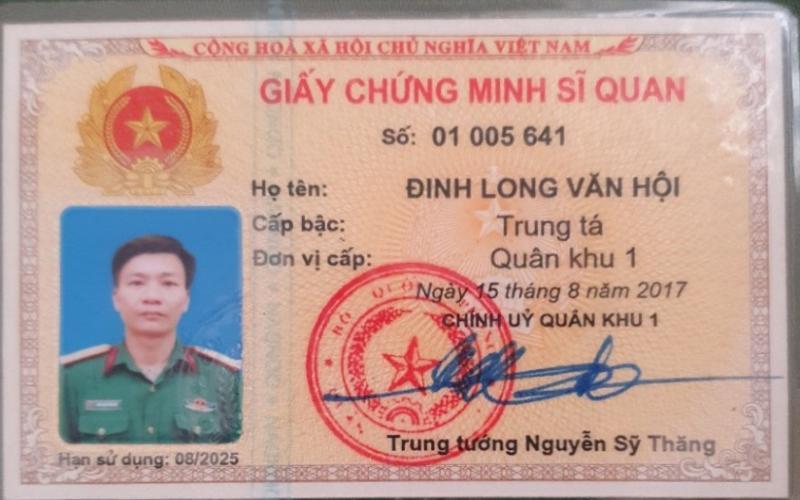 CỘNG HOÀ XÃ HỘI CHỦ NGHĨA VIỆT NAM
GIẤY CHỨNG MINH SĨ QUAN
Số: 01 005 641
Họ tên: ĐINH LONG VĂN HỘI
Cấp bậc: Trung tá
Đơn vị cấp: Quân khu 1
Ngày 15 tháng 8 năm 2017
CHÍNH UỶ QUÂN KHU 1
BỘ QUỐC
Trung tướng Nguyễn Sỹ Thăng
Hạn sử dụng: 08/2025